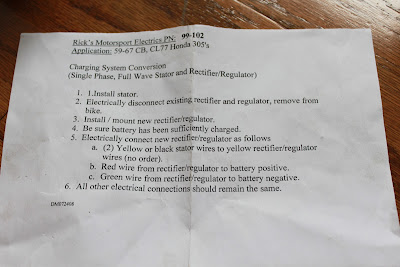 Rick's Motorsport Electrics PN: 99-102
Application: 59-67 CB, CL77 Honda 305's
Charging System Conversion
(Single Phase, Full Wave Stator and Rectifier/Regulator)
1. 1.Install stator.
2. Electrically disconnect existing rectifier and regulator, remove from
bike.
3. Install / mount new rectifier/regulator.
4. Be sure battery has been sufficiently charged.
5. Electrically connect new rectifier/regulator as follows
a. (2) Yellow or black stator wires to yellow rectifier/regulator
wires (no order).
b. Red wire from rectifier/regulator to battery positive.
c. Green wire from rectifier/regulator to battery negative.
6. All other electrical connections should remain the same.